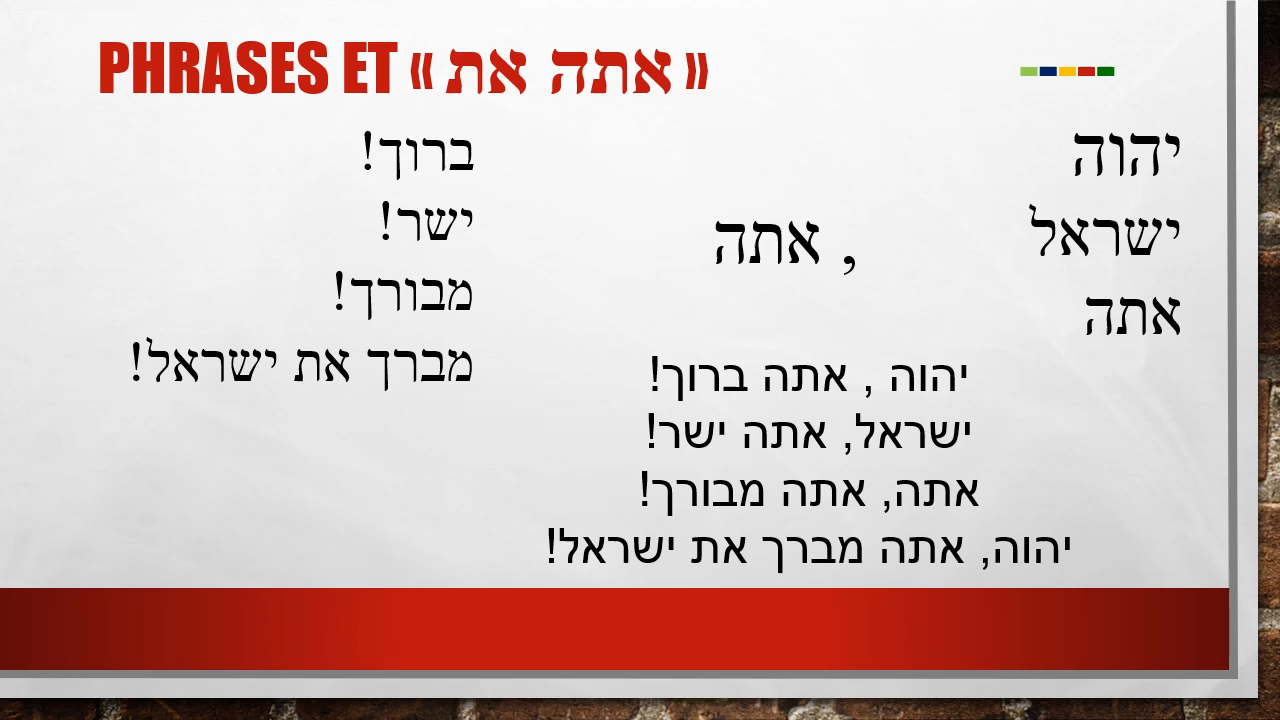 PHRASES ET « אתה את »
יהוה
ישראל
אתה
, אתה
ברוך!
ישר!
מבורך!
מברך את ישראל!
יהוה , אתה ברוך!
ישראל, אתה ישר!
אתה, אתה מבורך!
יהוה, אתה מברך את ישראל!